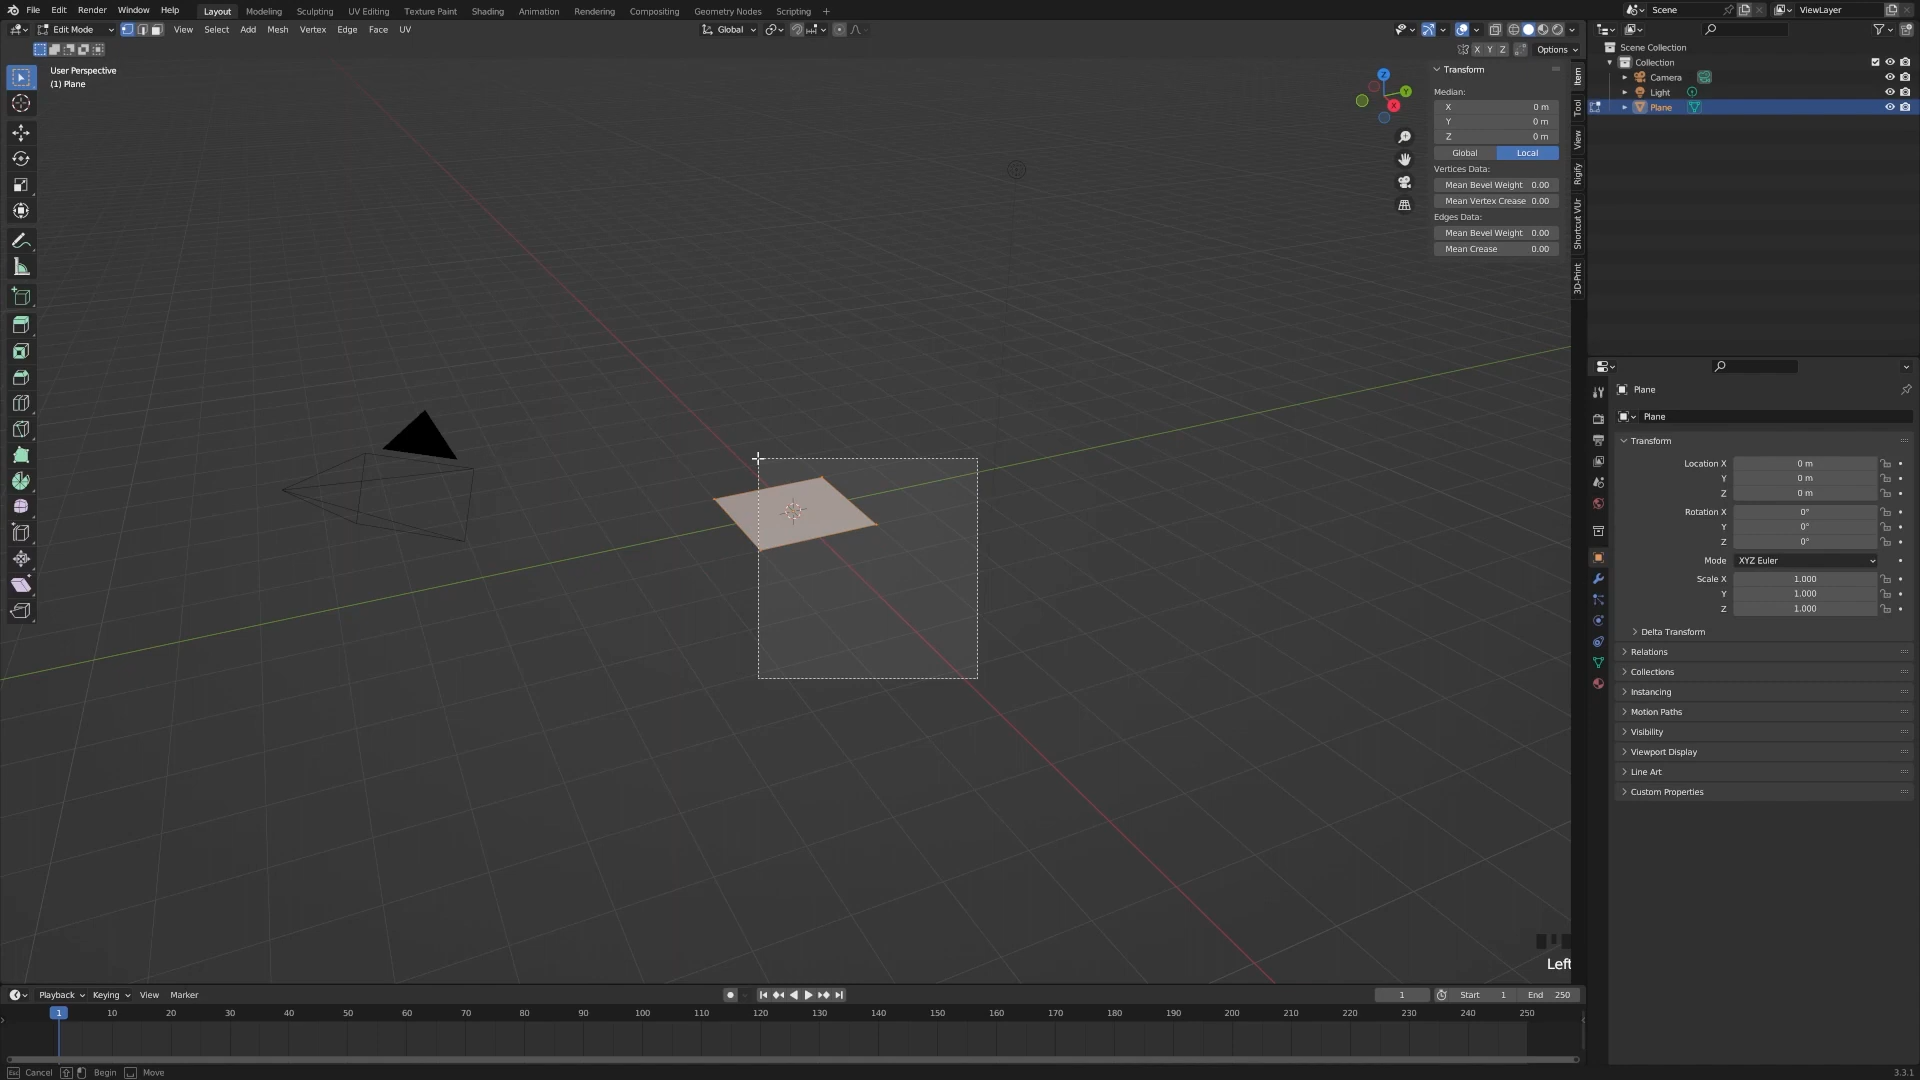 File Edit Render Window Help Layout Modeling Sculpting UV Editing Texture Paint Shading Animation Rendering Compositing Geometry Nodes Scripting + Scene ViewLayer
Edit Mode View Select Add Mesh Vertex Edge Face UV Global
X Y Z Options
User Perspective
(1) Plane
Z
Y
X
Transform
Median:
X 0 m
Y 0 m
Z 0 m
Global Local
Vertices Data:
Mean Bevel Weight 0.00
Mean Vertex Crease 0.00
Edges Data:
Mean Bevel Weight 0.00
Mean Crease 0.00
Item
Tool
View
Rigify
Shortcut VUr
3D-Print
Scene Collection
Collection
Camera
Light
Plane
Plane
Plane
Transform
Location X 0 m
Y 0 m
Z 0 m
Rotation X 0°
Y 0°
Z 0°
Mode XYZ Euler
Scale X 1.000
Y 1.000
Z 1.000
Delta Transform
Relations
Collections
Instancing
Motion Paths
Visibility
Viewport Display
Line Art
Custom Properties
Left
Playback Keying View Marker 1 Start 1 End 250
1 10 20 30 40 50 60 70 80 90 100 110 120 130 140 150 160 170 180 190 200 210 220 230 240 250
Esc Cancel Begin Move 3.3.1